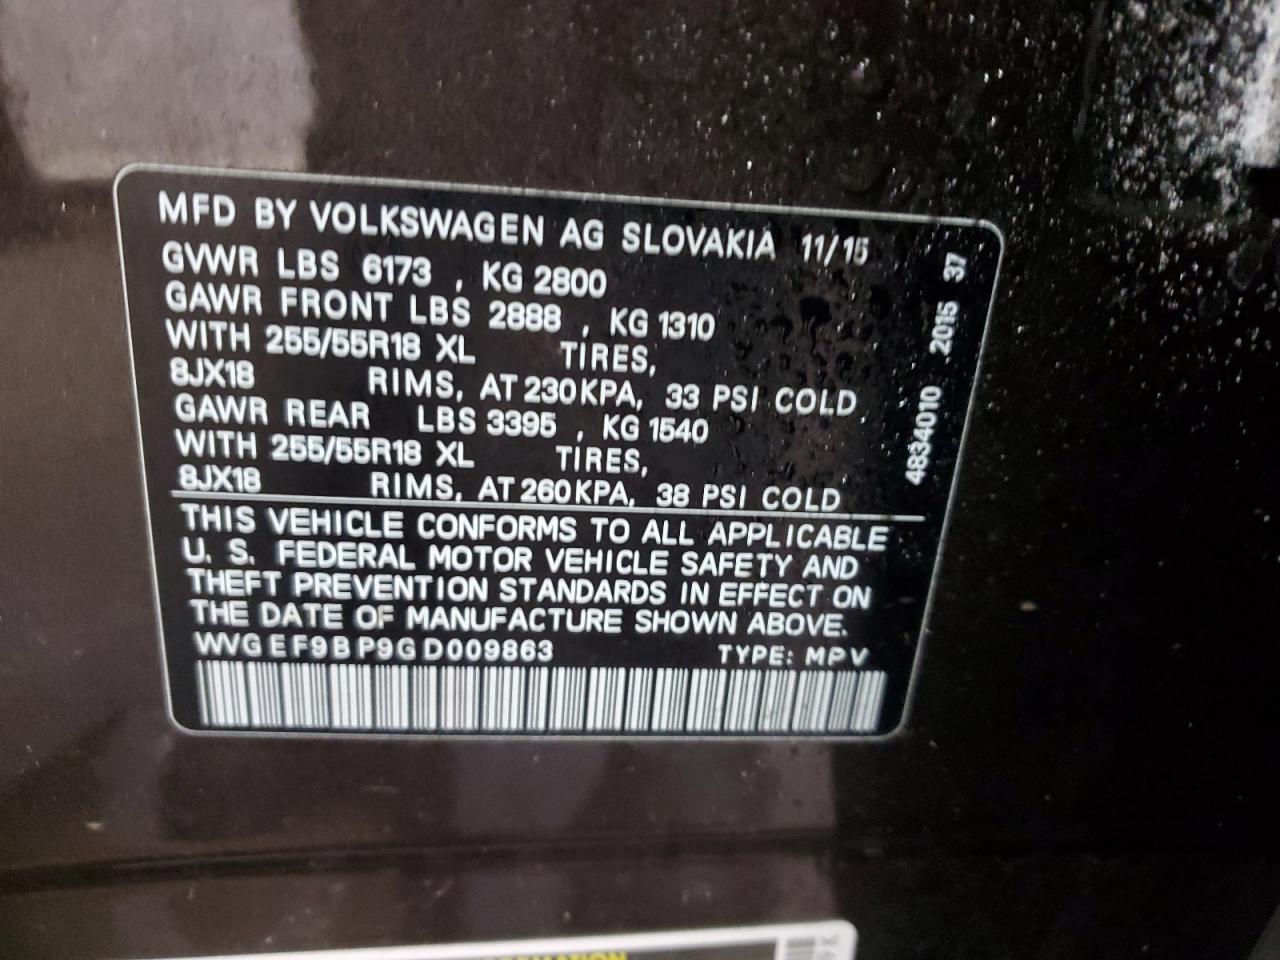 MFD BY VOLKSWAGEN AG SLOVAKIA 11/15
GVWR LBS 6173 , KG 2800
GAWR FRONT LBS 2888 , KG 1310
WITH 255/55R18 XL TIRES,
8JX18 RIMS, AT 230KPA, 33 PSI COLD
GAWR REAR LBS 3395 , KG 1540
WITH 255/55R18 XL TIRES,
8JX18 RIMS, AT 260KPA, 38 PSI COLD
4834010 2015 37
THIS VEHICLE CONFORMS TO ALL APPLICABLE
U. S. FEDERAL MOTOR VEHICLE SAFETY AND
THEFT PREVENTION STANDARDS IN EFFECT ON
THE DATE OF MANUFACTURE SHOWN ABOVE.
WVGEF9BP9GD009863 TYPE: MPV